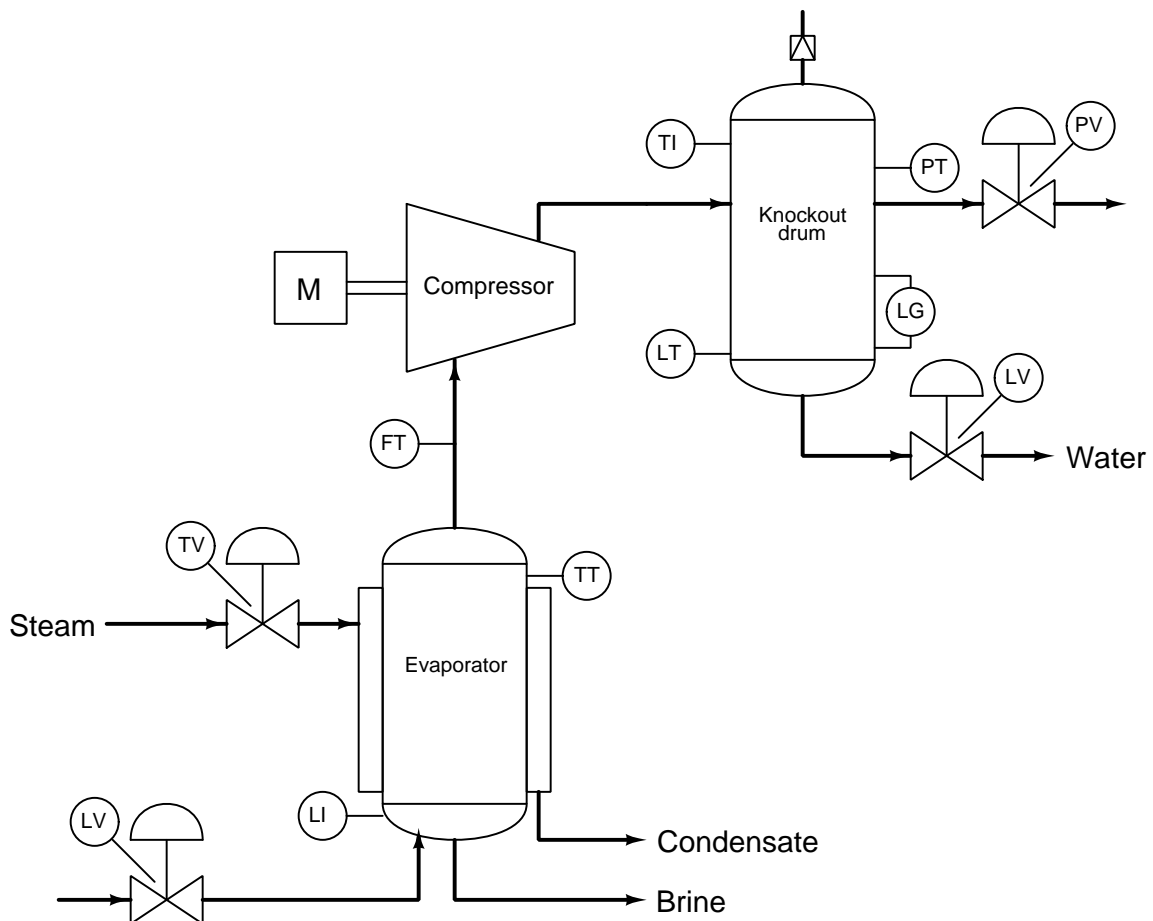 TI
PT
PV
Knockout
drum
M
Compressor
LG
LT
LV
FT
Water
TV
TT
Steam
Evaporator
LI
LV
Condensate
Brine